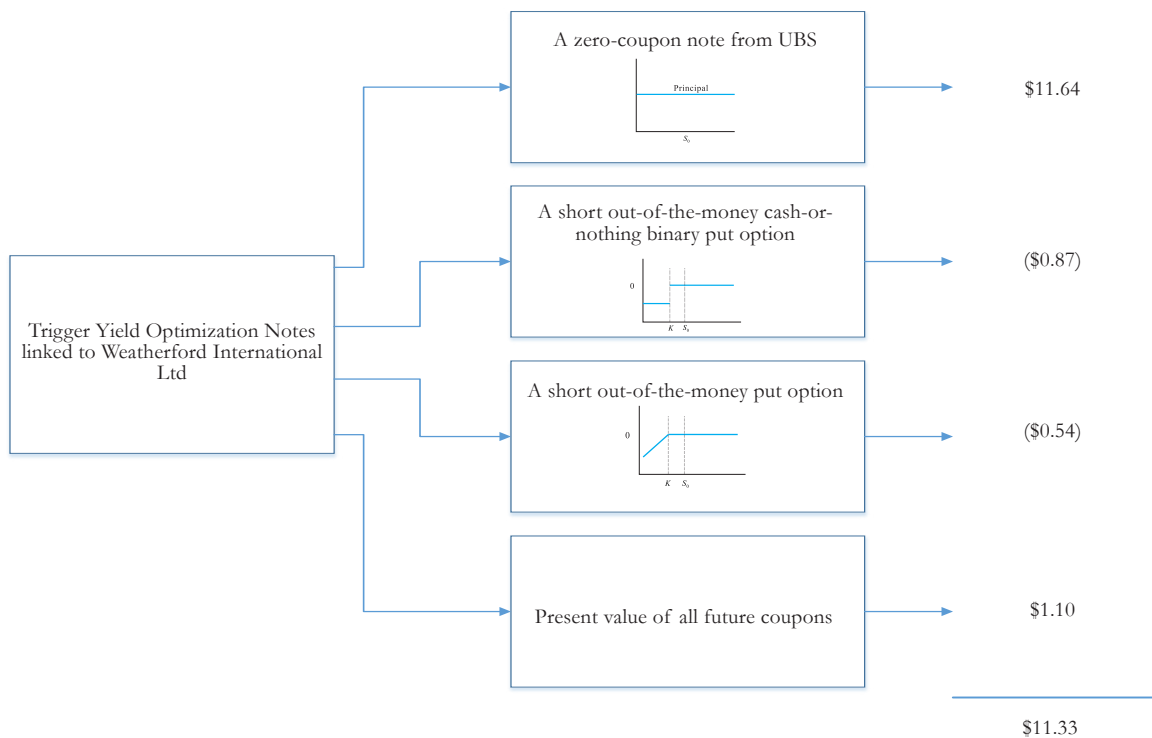 A zero-coupon note from UBS
Principal
S₀
$11.64
A short out-of-the-money cash-or-
nothing binary put option
0
K
S₀
($0.87)
Trigger Yield Optimization Notes
linked to Weatherford International
Ltd
A short out-of-the-money put option
0
K
S₀
($0.54)
Present value of all future coupons
$1.10
$11.33